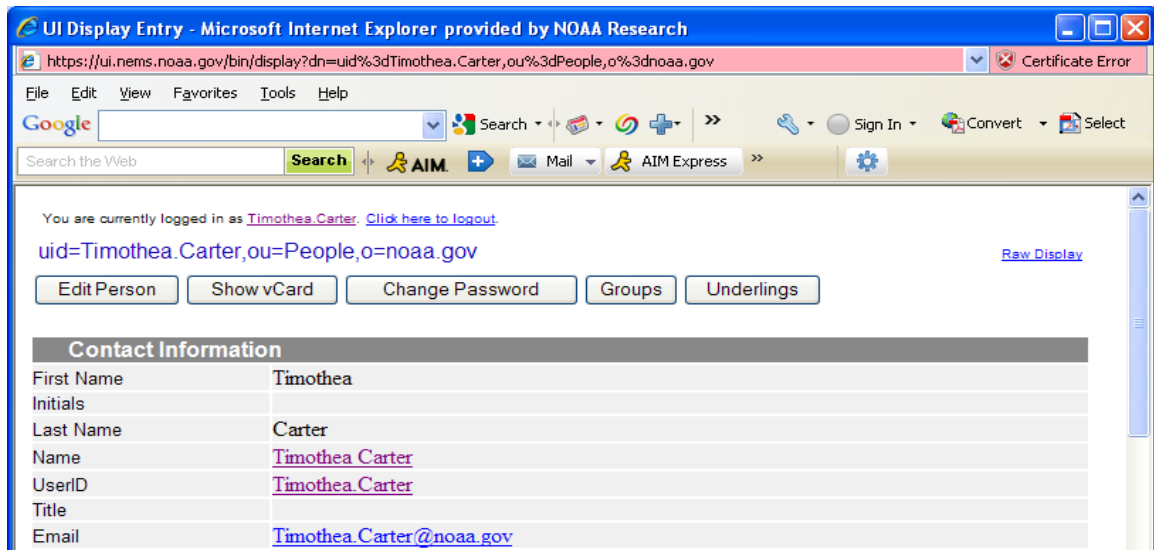 UI Display Entry - Microsoft Internet Explorer provided by NOAA Research
https://ui.nems.noaa.gov/bin/display?dn=uid%3dTimothea.Carter,ou%3dPeople,o%3dnoaa.gov Certificate Error
File Edit View Favorites Tools Help
Google Search >> Sign In Convert Select
Search the Web Search AIM. Mail AIM Express >>
You are currently logged in as Timothea.Carter. Click here to logout.
uid=Timothea.Carter,ou=People,o=noaa.gov Raw Display
Edit Person Show vCard Change Password Groups Underlings
Contact Information
First Name Timothea
Initials
Last Name Carter
Name Timothea Carter
UserID Timothea.Carter
Title
Email Timothea.Carter@noaa.gov